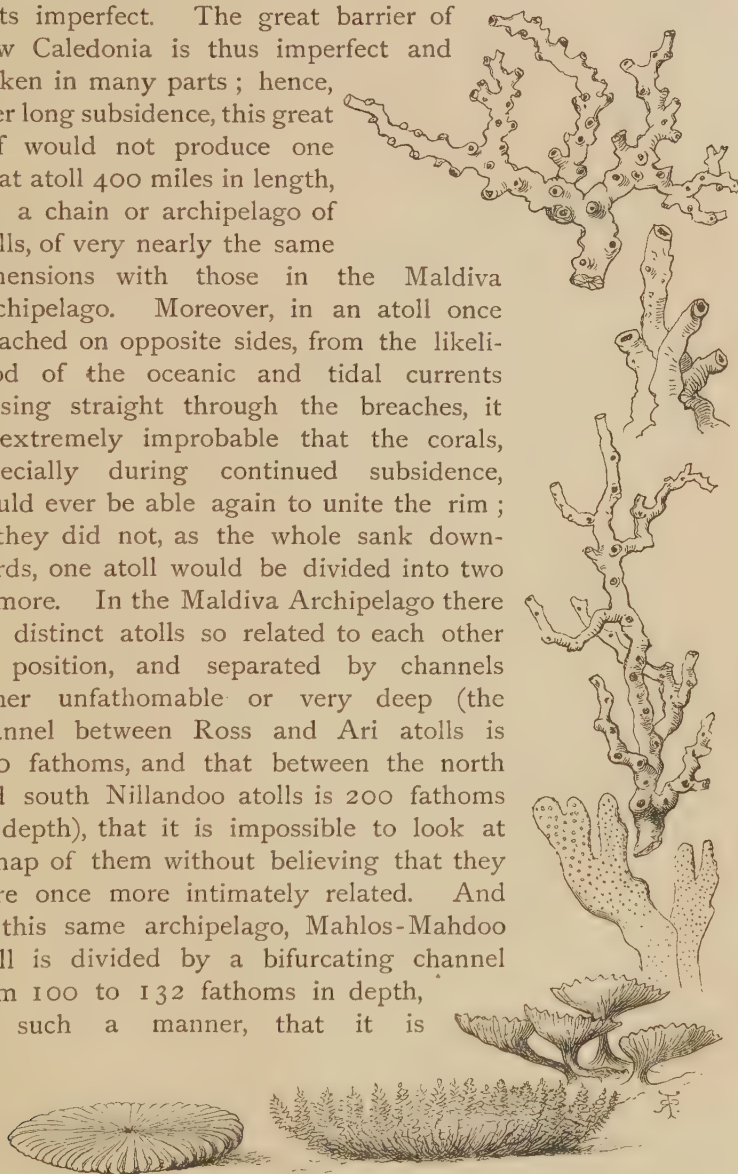 ts imperfect. The great barrier of
w Caledonia is thus imperfect and
ken in many parts ; hence,
er long subsidence, this great
f would not produce one
at atoll 400 miles in length,
a chain or archipelago of
lls, of very nearly the same
nensions with those in the Maldiva
chipelago. Moreover, in an atoll once
ached on opposite sides, from the likeli-
od of the oceanic and tidal currents
sing straight through the breaches, it
extremely improbable that the corals,
ecially during continued subsidence,
uld ever be able again to unite the rim ;
they did not, as the whole sank down-
rds, one atoll would be divided into two
more. In the Maldiva Archipelago there
distinct atolls so related to each other
position, and separated by channels
her unfathomable or very deep (the
annel between Ross and Ari atolls is
o fathoms, and that between the north
d south Nillandoo atolls is 200 fathoms
depth), that it is impossible to look at
map of them without believing that they
re once more intimately related. And
this same archipelago, Mahlos-Mahdoo
ll is divided by a bifurcating channel
m 100 to 132 fathoms in depth,
such a manner, that it is